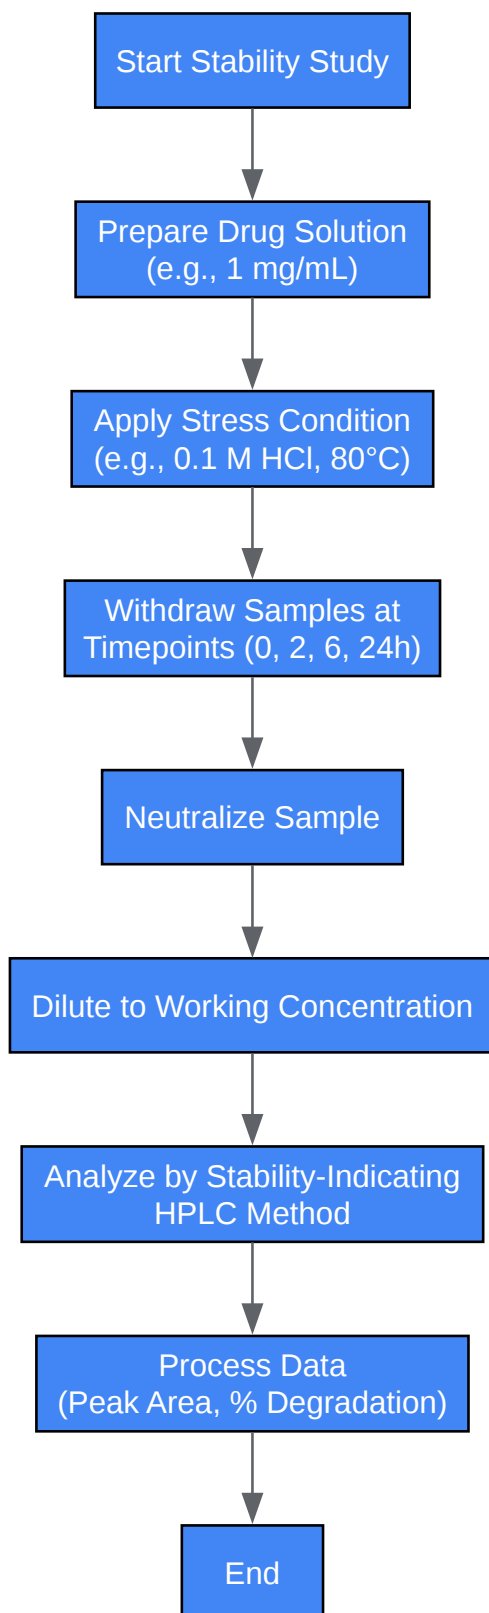 Start Stability Study
Prepare Drug Solution
(e.g., 1 mg/mL)
Apply Stress Condition
(e.g., 0.1 M HCl, 80°C)
Withdraw Samples at
Timepoints (0, 2, 6, 24h)
Neutralize Sample
Dilute to Working Concentration
Analyze by Stability-Indicating
HPLC Method
Process Data
(Peak Area, % Degradation)
End